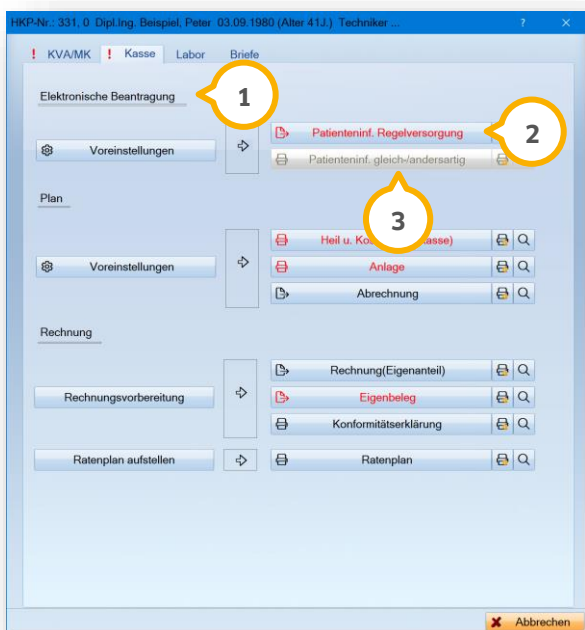 HKP-Nr.: 331, 0 Dipl.Ing. Beispiel, Peter 03.09.1980 (Alter 41J.) Techniker ... ?
! KVA/MK ! Kasse Labor Briefe
Elektronische Beantragung 1
Patienteninf. Regelversorgung 2
Voreinstellungen
Patienteninf. gleich-/andersartig
3
Plan
Heil u. asse)
Voreinstellungen Anlage
Abrechnung
Rechnung
Rechnung(Eigenanteil)
Rechnungsvorbereitung Eigenbeleg
Konformitätserklärung
Ratenplan aufstellen Ratenplan
Abbrechen